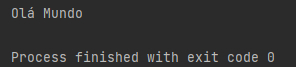 Olá Mundo
Process finished with exit code 0